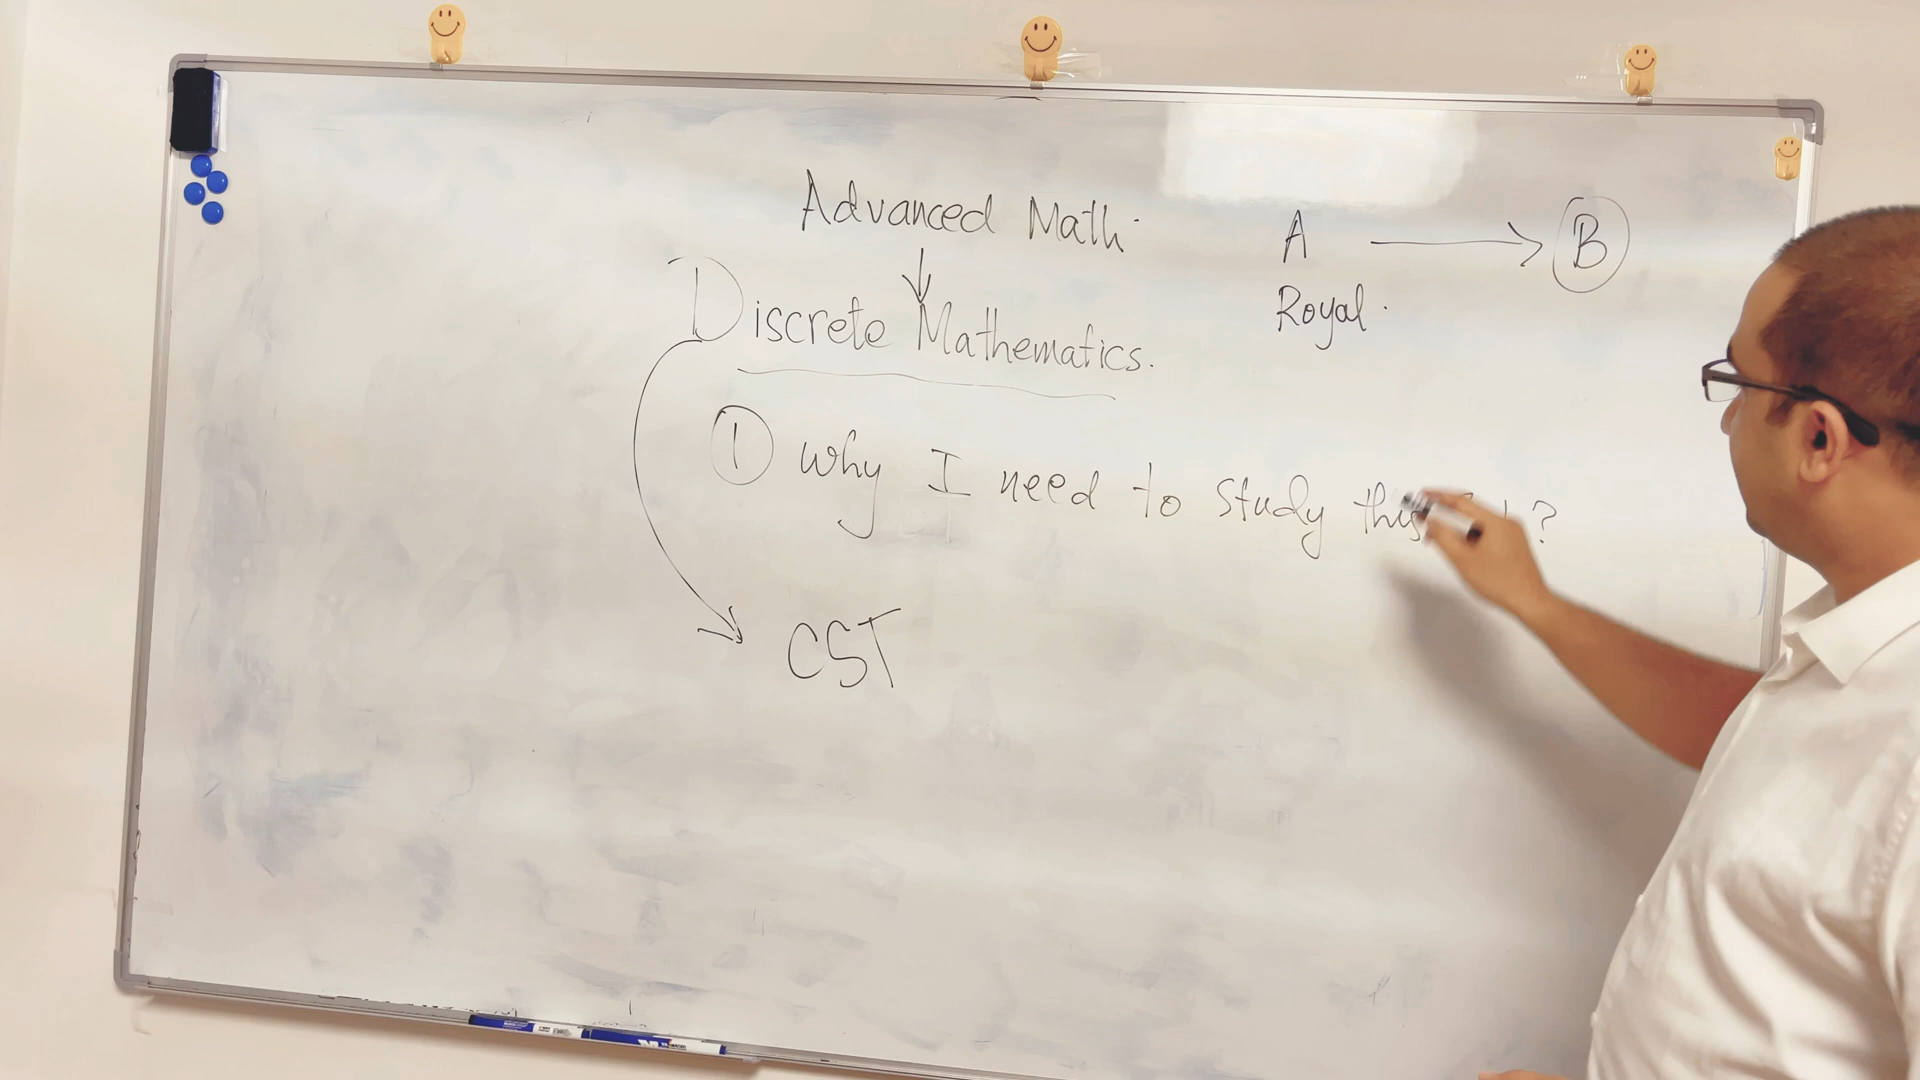 Advanced Math.
A → B
Royal.
Discrete Mathematics.
① Why I need to study this ?
CST